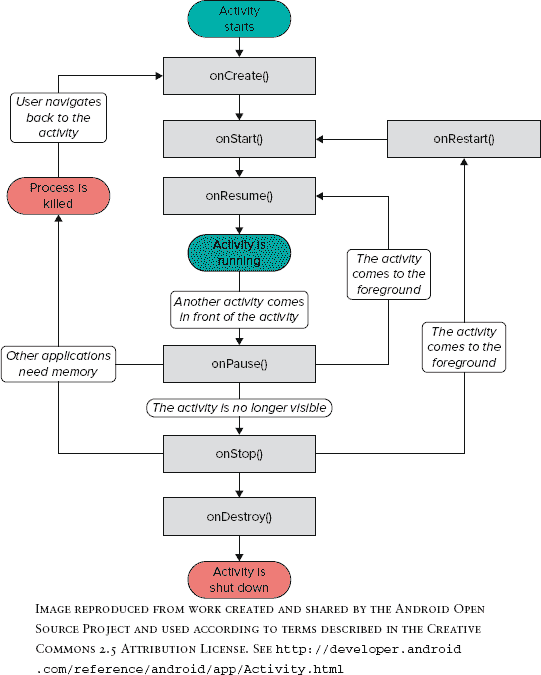 Activity
starts
onCreate()
User navigates
back to the
activity
onStart()
onRestart()
Process is
killed
onResume()
Activity is
running
The activity
comes to the
foreground
Another activity comes
in front of the activity
The activity
comes to the
foreground
Other applications
need memory
onPause()
The activity is no longer visible
onStop()
onDestroy()
Activity is
shut down
Image reproduced from work created and shared by the Android Open
Source Project and used according to terms described in the Creative
Commons 2.5 Attribution License. See http://developer.android
.com/reference/android/app/Activity.html